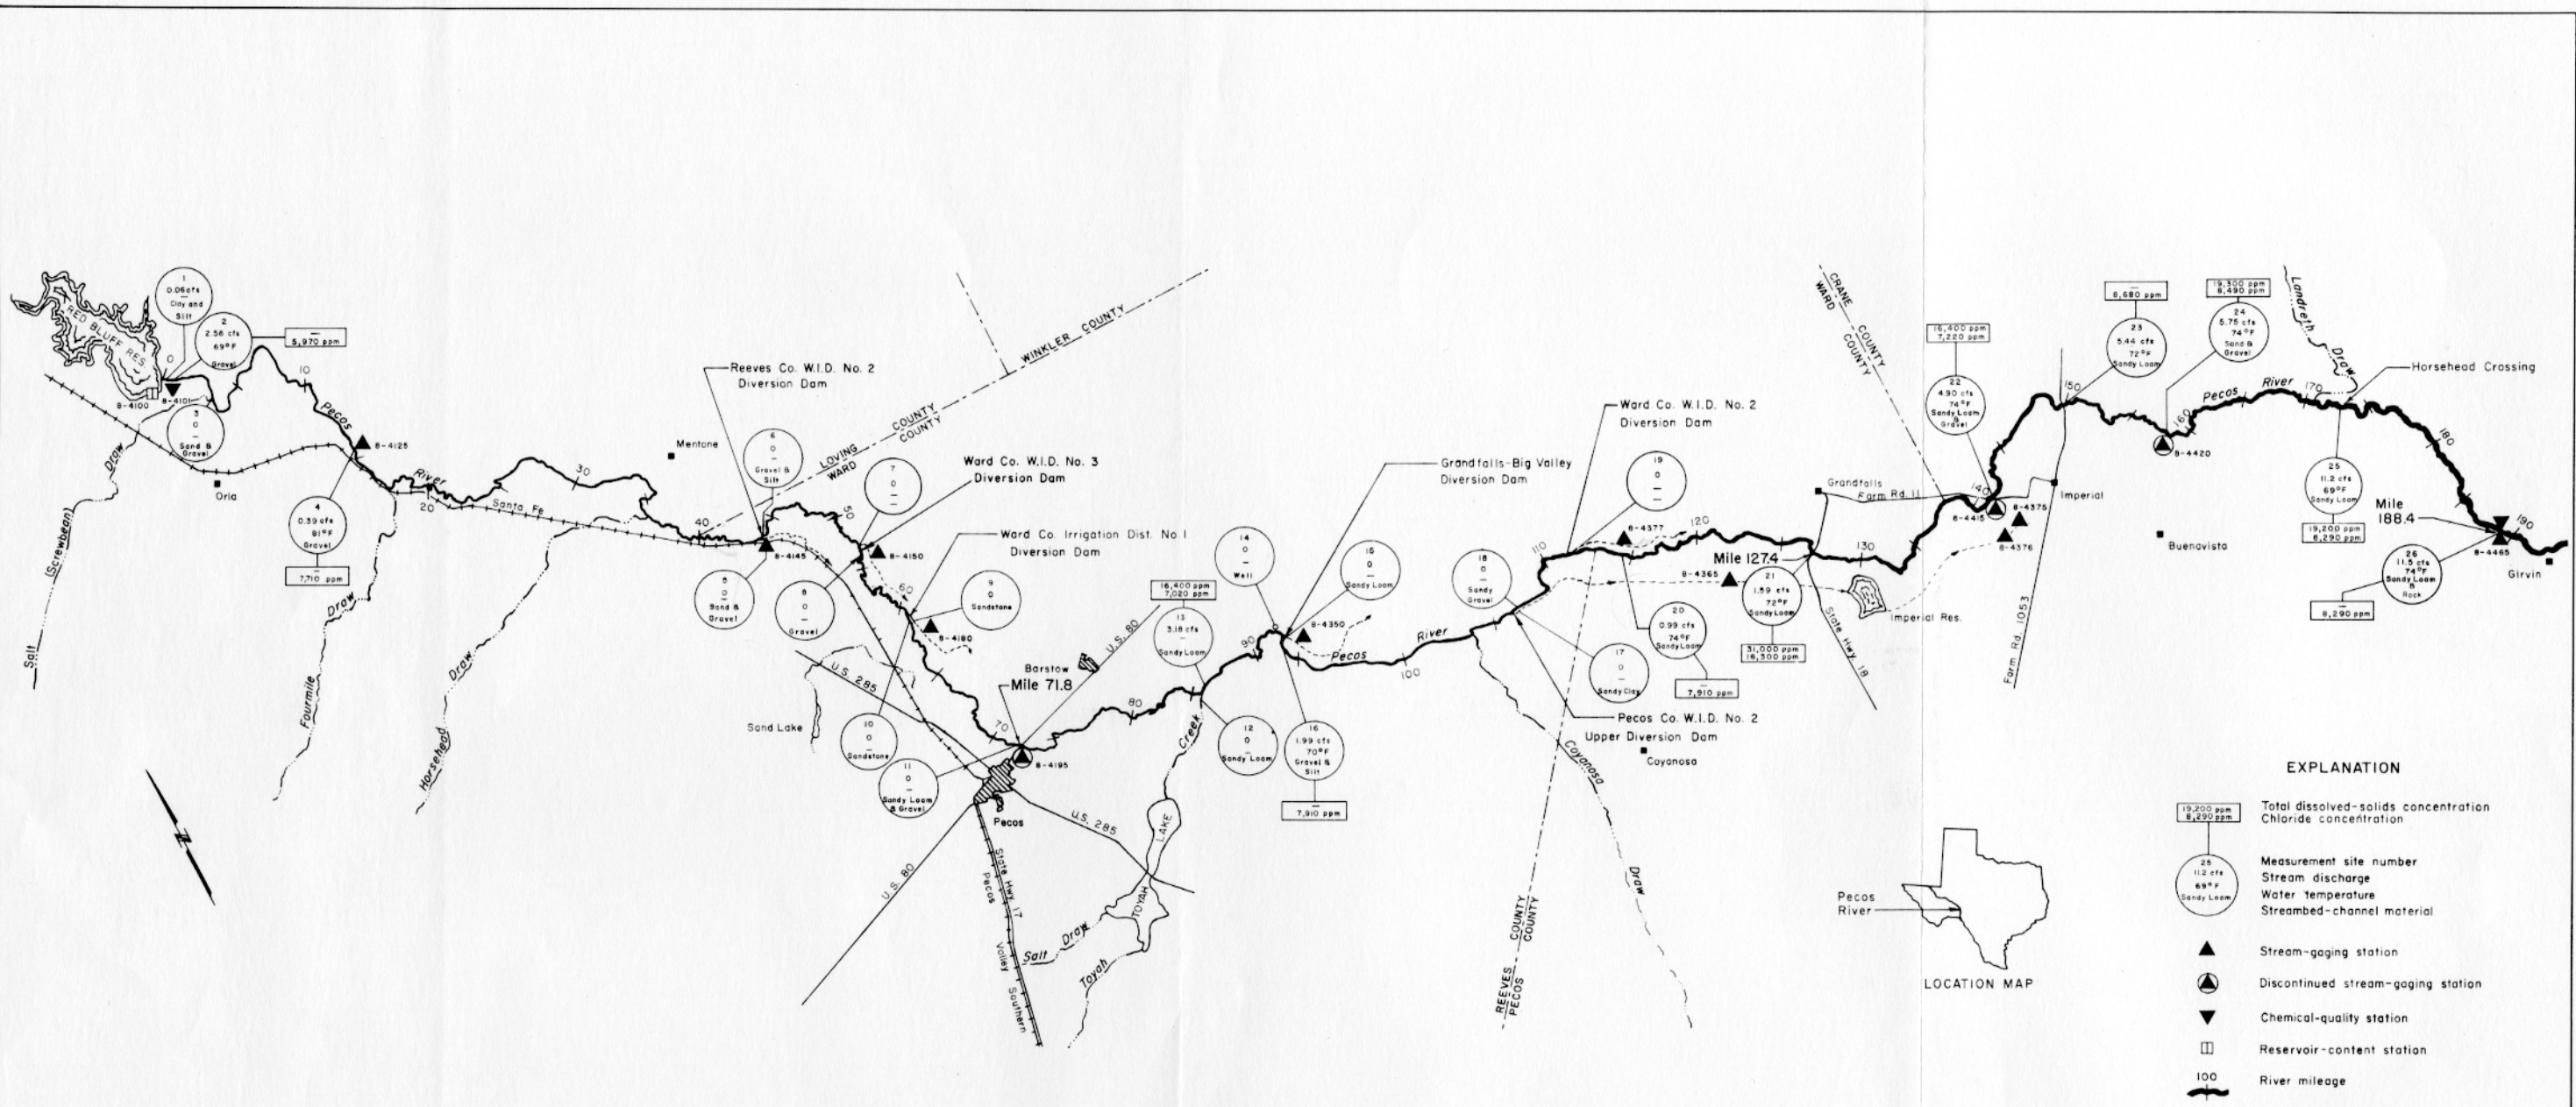 1
0.06cfs
—
Clay and
Silt
2
2.58 cfs
69°F
Gravel
—
5,970 ppm
RED BLUFF RES.
0
8-4100
8-4101
3
0
—
Sand &
Gravel
10
Pecos
8-4125
Orla
Draw
(Screwbean)
Salt
4
0.39 cfs
81°F
Gravel
—
7,710 ppm
River
20
Santa Fe
30
Draw
Fourmile
Draw
Horsehead
Mentone
Reeves Co. W.I.D. No. 2
Diversion Dam
6
0
—
Gravel &
Silt
40
8-4145
0
—
Sand &
Gravel
LOVING COUNTY
WARD COUNTY
WINKLER COUNTY
7
0
—
—
50
Ward Co. W.I.D. No. 3
Diversion Dam
8-4150
8
0
—
Gravel
60
Ward Co. Irrigation Dist. No. 1
Diversion Dam
9
0
Sandstone
8-4180
U.S. 285
Sand Lake
10
0
—
Sandstone
11
0
—
Sandy Loam
& Gravel
70
Barstow
Mile 71.8
U.S. 80
8-4195
Pecos
U.S. 80
U.S. 285
State Hwy. 17
Pecos Valley Southern
Salt Draw
Toyah
Creek
TOYAH
LAKE
80
16,400 ppm
7,020 ppm
13
3.18 cfs
—
Sandy Loam
12
0
—
Sandy Loam
90
14
0
—
Well
15
0
—
Sandy Loam
8-4350
16
1.99 cfs
70°F
Gravel &
Silt
—
7,910 ppm
Grandfalls-Big Valley
Diversion Dam
Pecos
100
River
18
0
—
Sandy
Gravel
110
Ward Co. W.I.D. No. 2
Diversion Dam
19
0
—
—
8-4377
17
0
—
Sandy Clay
Pecos Co. W.I.D. No. 2
Upper Diversion Dam
Coyanosa
Coyanosa
Draw
REEVES COUNTY
PECOS COUNTY
120
20
0.99 cfs
74°F
Sandy Loam
—
7,910 ppm
8-4365
Mile 127.4
21
1.59 cfs
72°F
Sandy Loam
31,000 ppm
16,300 ppm
Grandfalls
Farm Rd. 11
130
State Hwy. 18
Imperial Res.
CRANE COUNTY
WARD COUNTY
16,400 ppm
7,220 ppm
22
4.90 cfs
74°F
Sandy Loam
&
Gravel
140
8-4415
8-4375
8-4376
Imperial
Farm Rd. 1053
150
—
6,680 ppm
23
5.44 cfs
72°F
Sandy Loam
19,300 ppm
8,490 ppm
24
5.75 cfs
74°F
Sand &
Gravel
160
8-4420
Buenavista
Pecos River
170
Landreth Draw
Horsehead Crossing
25
11.2 cfs
69°F
Sandy Loam
19,200 ppm
8,290 ppm
180
Mile
188.4
190
8-4465
Girvin
26
11.5 cfs
74°F
Sandy Loam
&
Rock
—
8,290 ppm
Pecos
River
LOCATION MAP
EXPLANATION
19,200 ppm
8,290 ppm
Total dissolved-solids concentration
Chloride concentration
25
11.2 cfs
69°F
Sandy Loam
Measurement site number
Stream discharge
Water temperature
Streambed-channel material
Stream-gaging station
Discontinued stream-gaging station
Chemical-quality station
Reservoir-content station
100
River mileage